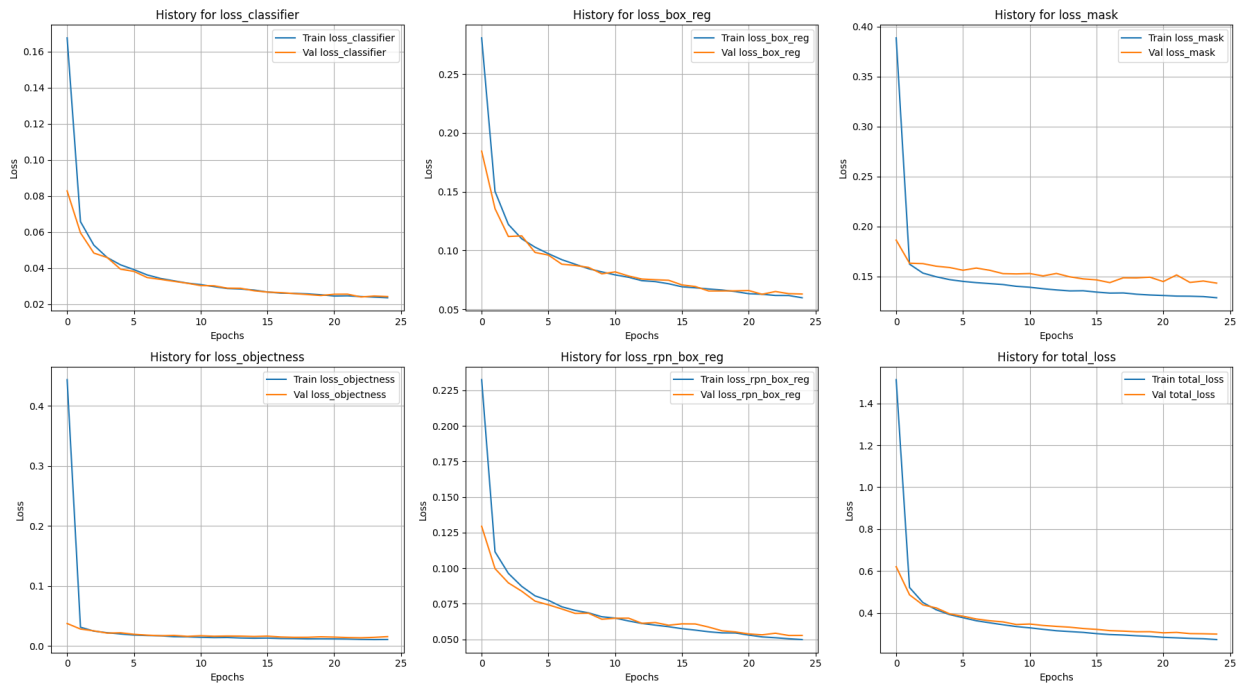 History for loss_classifier
Train loss_classifier
Val loss_classifier
0.16
0.14
0.12
0.10
0.08
0.06
0.04
0.02
Loss
0 5 10 15 20 25
Epochs
History for loss_box_reg
Train loss_box_reg
Val loss_box_reg
0.25
0.20
0.15
0.10
0.05
Loss
0 5 10 15 20 25
Epochs
History for loss_mask
Train loss_mask
Val loss_mask
0.40
0.35
0.30
0.25
0.20
0.15
Loss
0 5 10 15 20 25
Epochs
History for loss_objectness
Train loss_objectness
Val loss_objectness
0.4
0.3
0.2
0.1
0.0
Loss
0 5 10 15 20 25
Epochs
History for loss_rpn_box_reg
Train loss_rpn_box_reg
Val loss_rpn_box_reg
0.225
0.200
0.175
0.150
0.125
0.100
0.075
0.050
Loss
0 5 10 15 20 25
Epochs
History for total_loss
Train total_loss
Val total_loss
1.4
1.2
1.0
0.8
0.6
0.4
Loss
0 5 10 15 20 25
Epochs